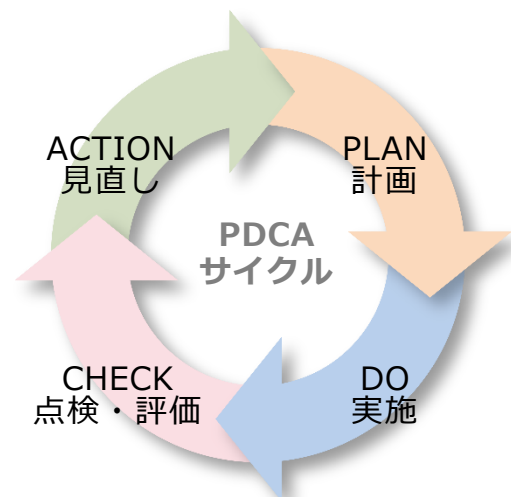 ACTION
見直し
PLAN
計画
PDCA
サイクル
CHECK
点検・評価
DO
実施